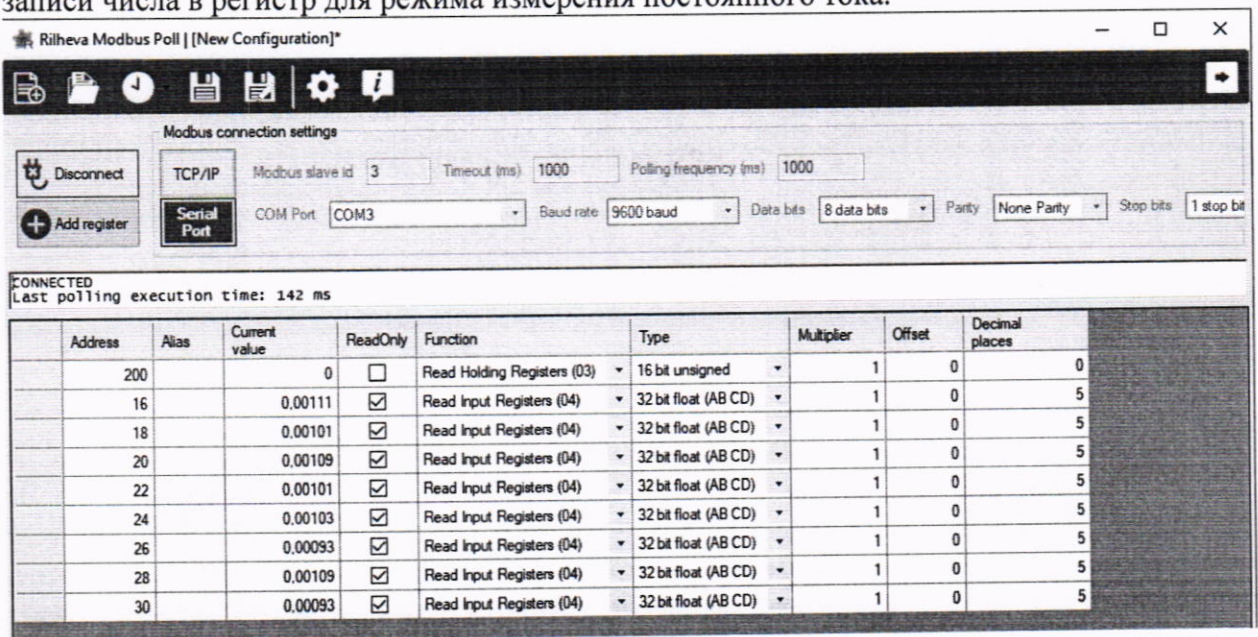 записи числа в регистр для режима измерения постоянного тока.
Rilheva Modbus Poll | [New Configuration]*
Modbus connection settings
Disconnect TCP/IP Modbus slave id 3 Timeout (ms) 1000 Polling frequency (ms) 1000
Add register Serial Port COM Port COM3 Baud rate 9600 baud Data bits 8 data bits Parity None Parity Stop bits 1 stop bit
CONNECTED
Last polling execution time: 142 ms
Address Alias Current value ReadOnly Function Type Multiplier Offset Decimal places
200 0 Read Holding Registers (03) 16 bit unsigned 1 0 0
16 0,00111 Read Input Registers (04) 32 bit float (AB CD) 1 0 5
18 0,00101 Read Input Registers (04) 32 bit float (AB CD) 1 0 5
20 0,00109 Read Input Registers (04) 32 bit float (AB CD) 1 0 5
22 0,00101 Read Input Registers (04) 32 bit float (AB CD) 1 0 5
24 0,00103 Read Input Registers (04) 32 bit float (AB CD) 1 0 5
26 0,00093 Read Input Registers (04) 32 bit float (AB CD) 1 0 5
28 0,00109 Read Input Registers (04) 32 bit float (AB CD) 1 0 5
30 0,00093 Read Input Registers (04) 32 bit float (AB CD) 1 0 5